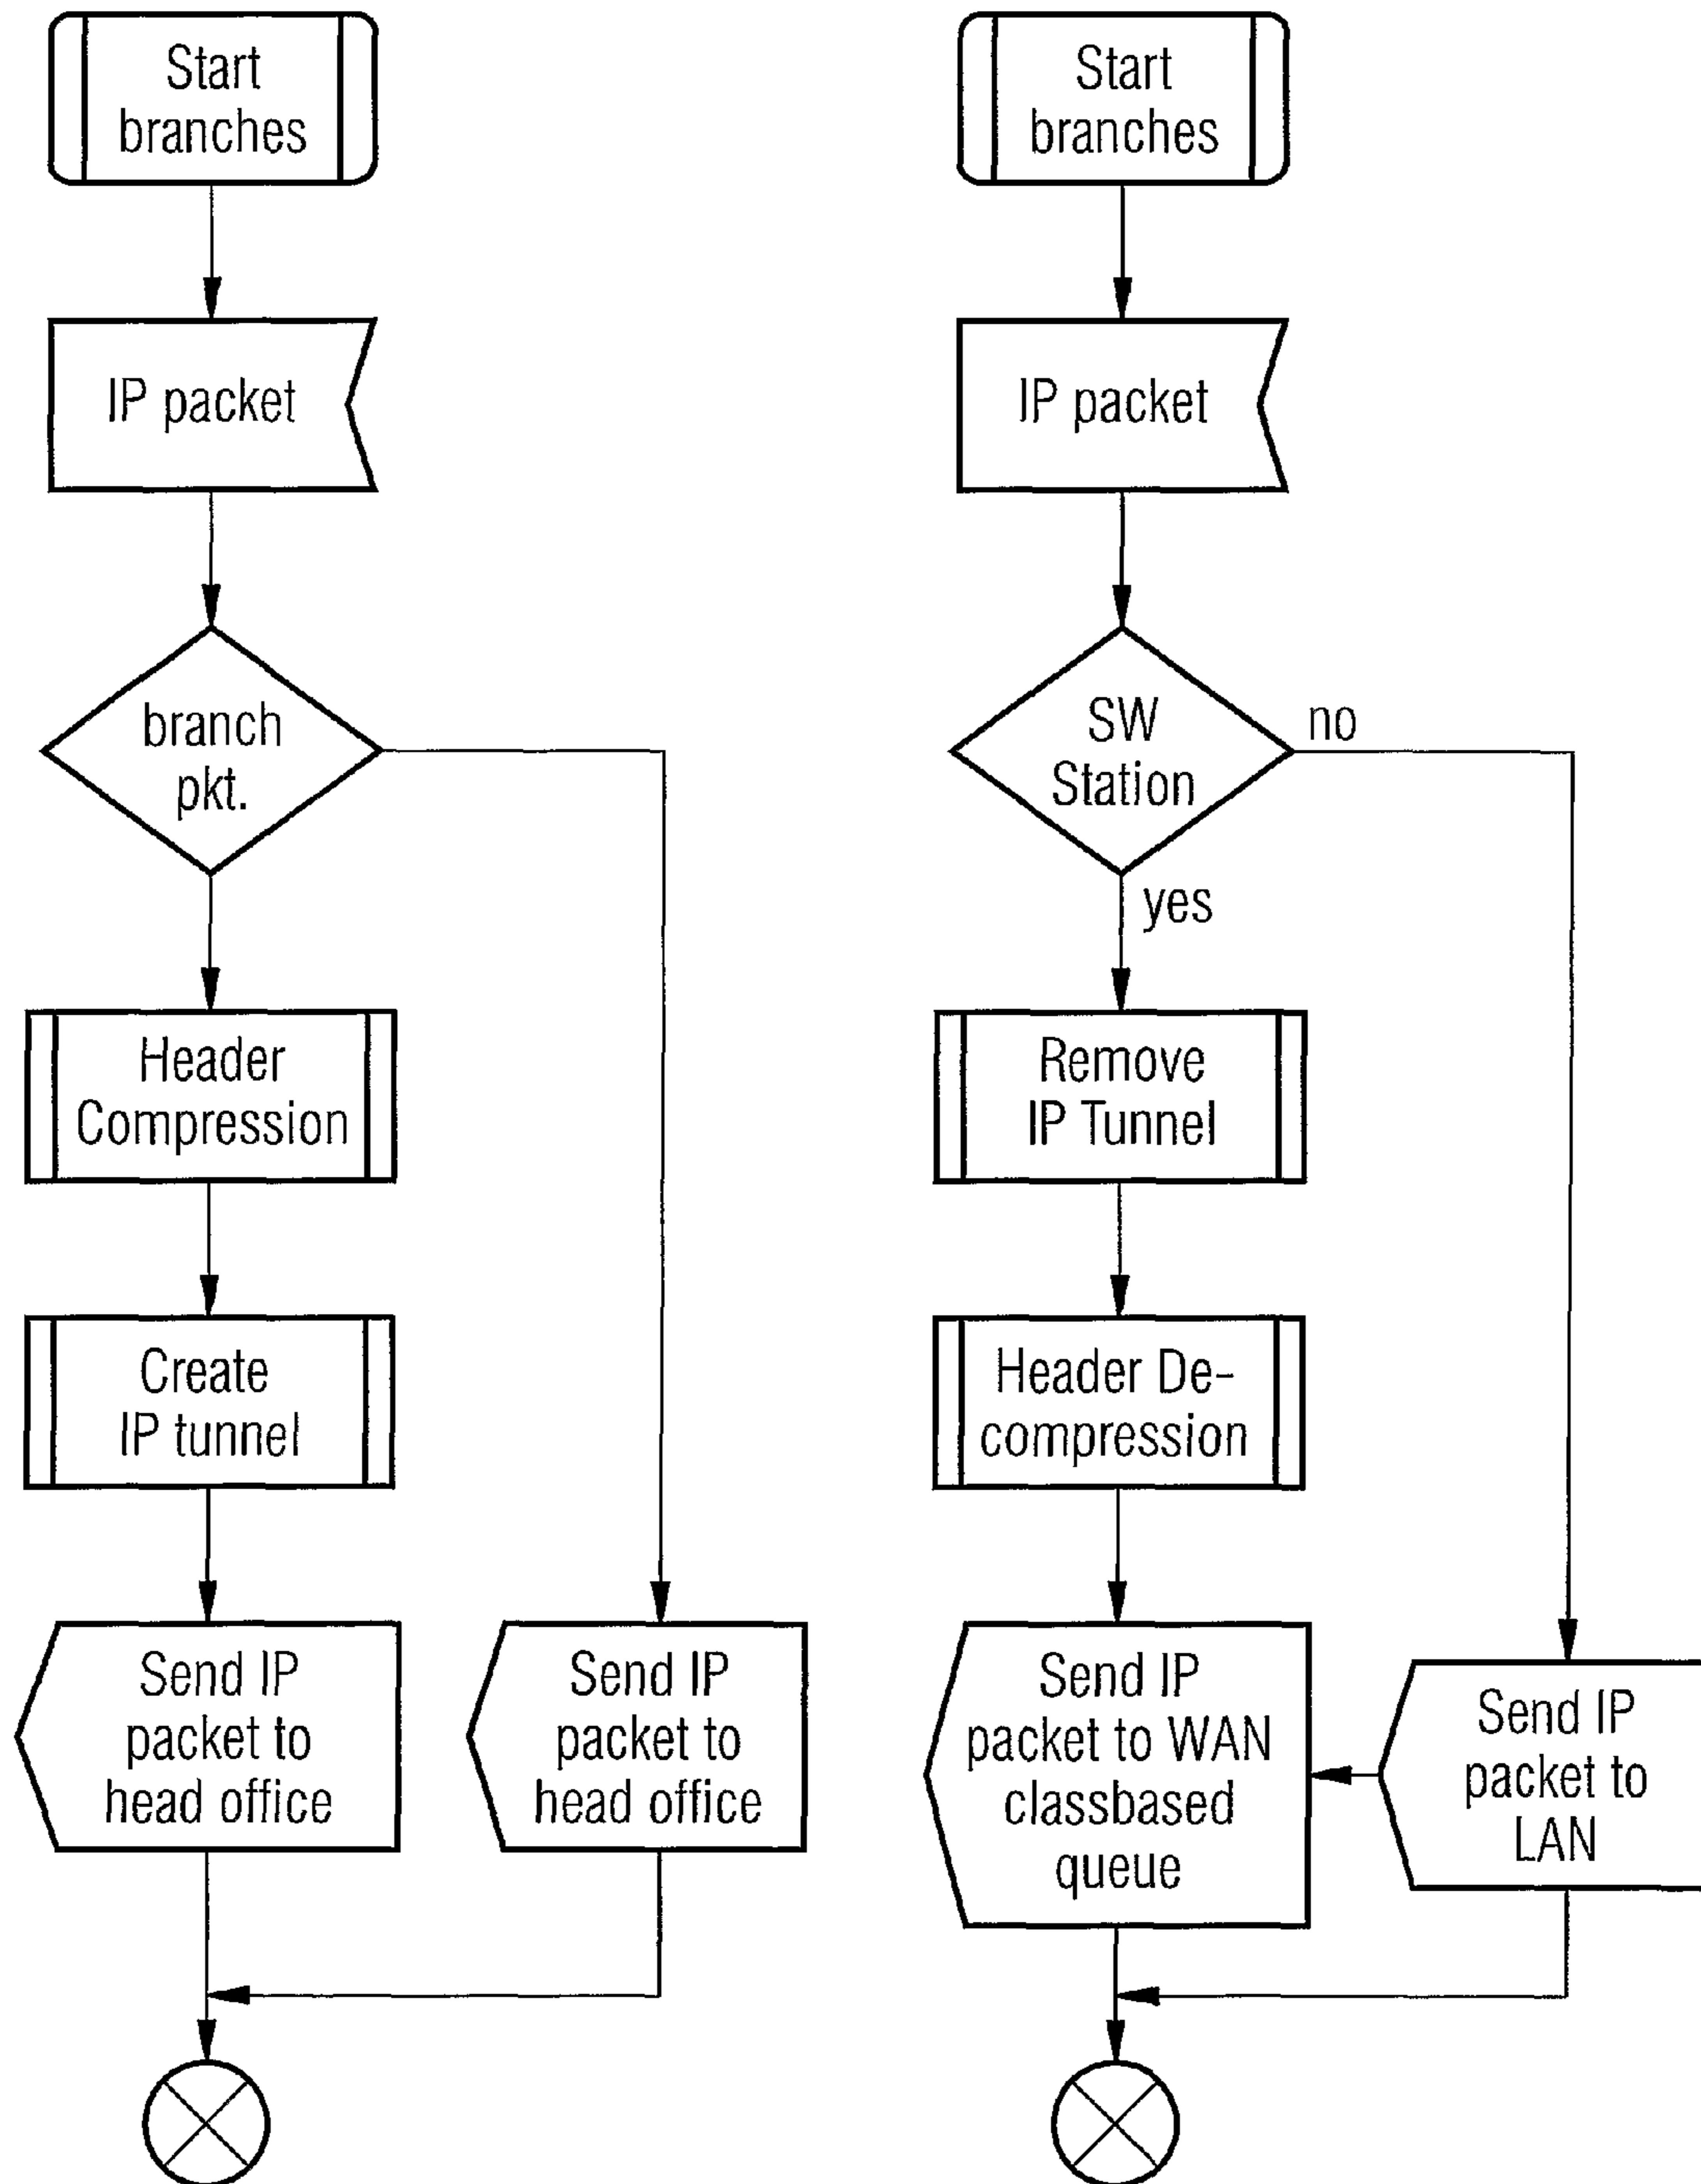 Start
branches
IP packet
branch
pkt.
Header
Compression
Create
IP tunnel
Send IP
packet to
head office
Send IP
packet to
head office
Start
branches
IP packet
SW
Station
no
yes
Remove
IP Tunnel
Header De-
compression
Send IP
packet to WAN
classbased
queue
Send IP
packet to
LAN